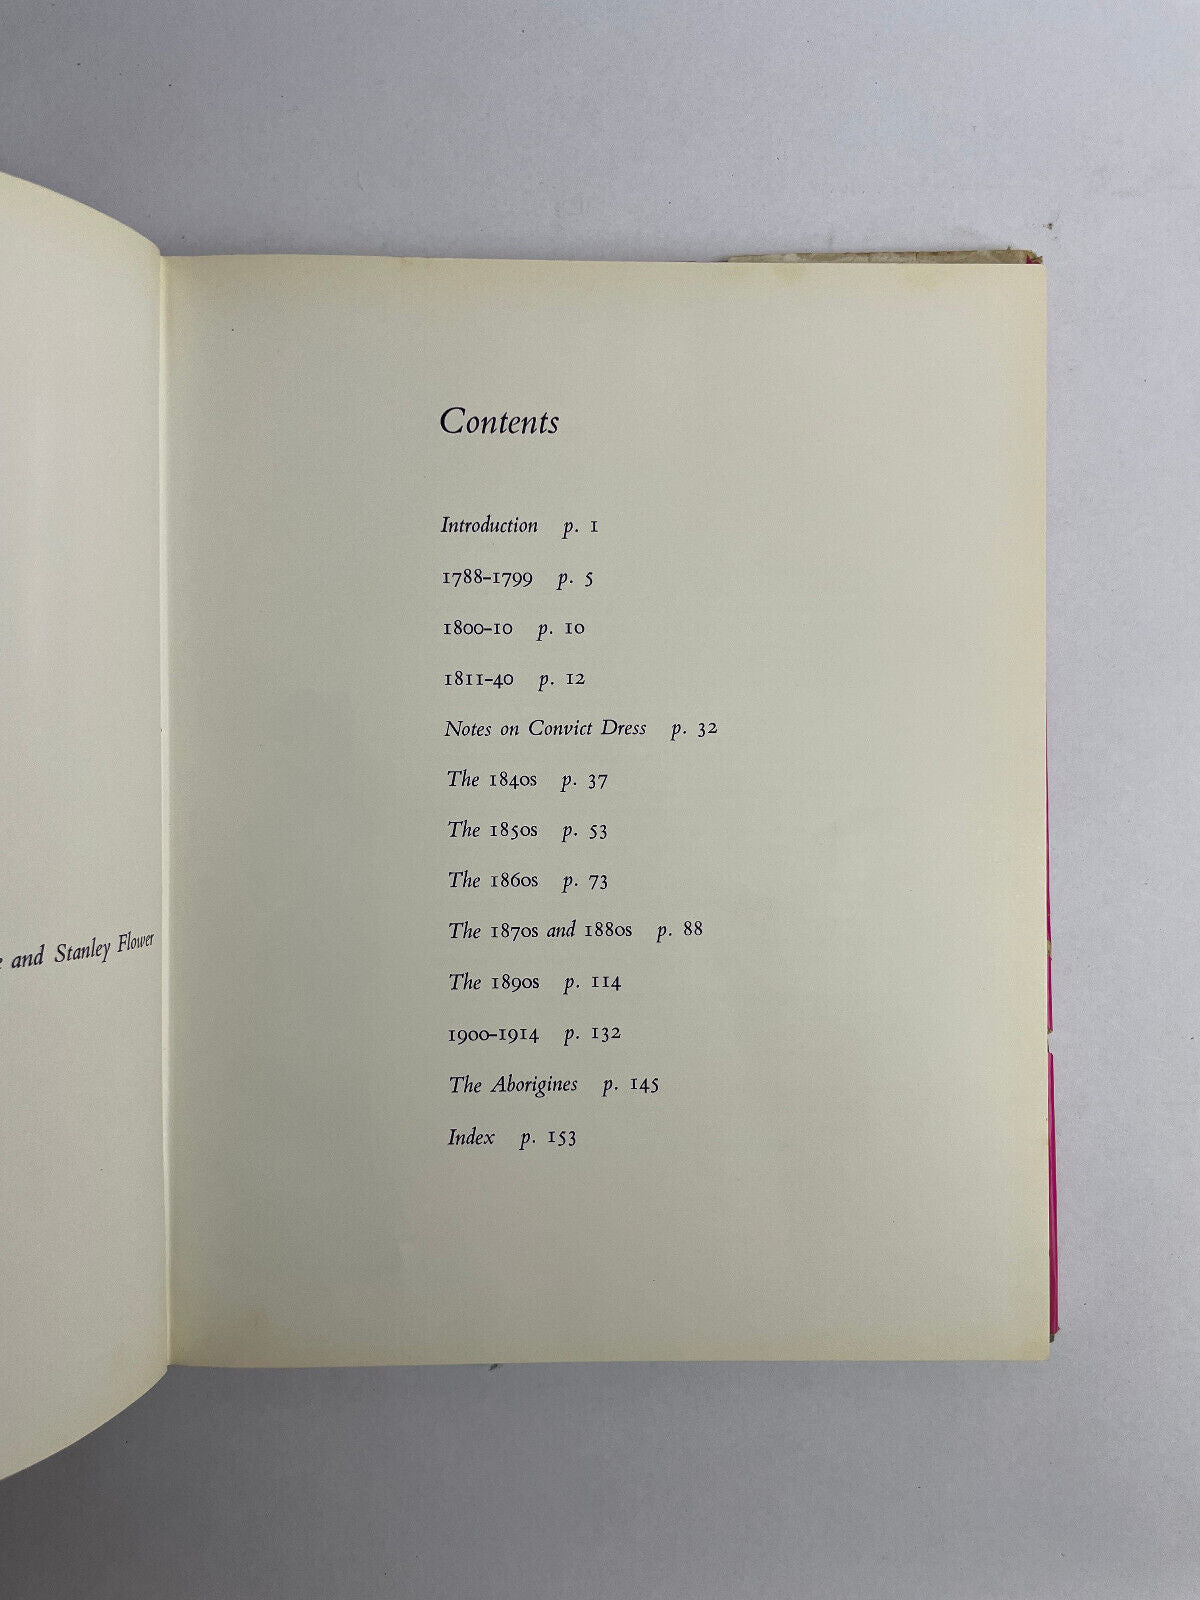 and Stanley Flower
Contents
Introduction p. 1
1788–1799 p. 5
1800–10 p. 10
1811–40 p. 12
Notes on Convict Dress p. 32
The 1840s p. 37
The 1850s p. 53
The 1860s p. 73
The 1870s and 1880s p. 88
The 1890s p. 114
1900–1914 p. 132
The Aborigines p. 145
Index p. 153